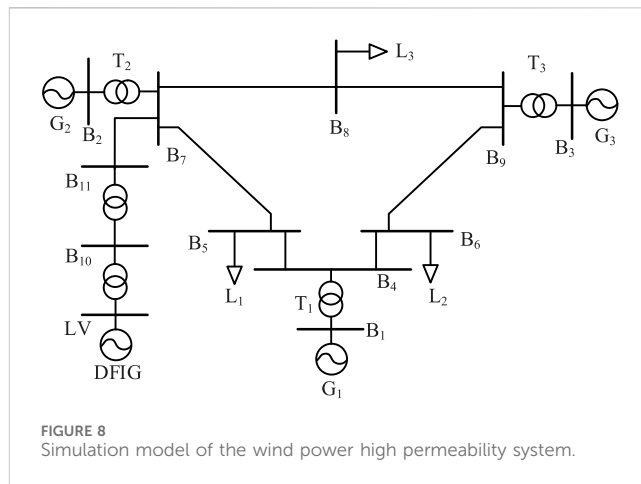 T₂
L₃
T₃
G₂
B₂
B₈
B₃
G₃
B₇
B₉
B₁₁
B₅
B₆
B₁₀
L₁
B₄
L₂
T₁
LV
B₁
DFIG
G₁
FIGURE 8
Simulation model of the wind power high permeability system.